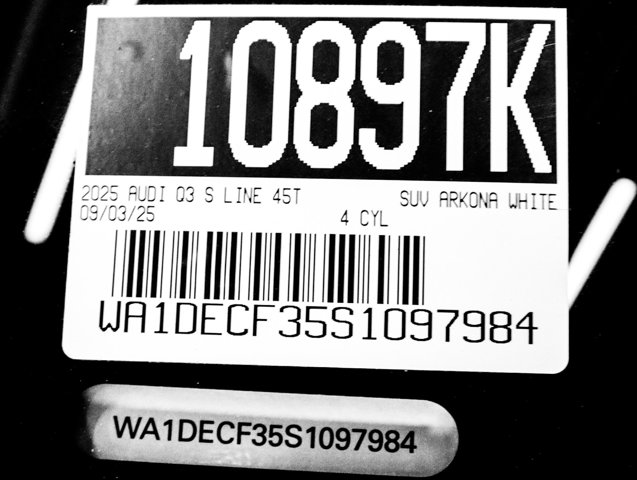 10897K
2025 AUDI Q3 S LINE 45T SUV ARKONA WHITE
09/03/25 4 CYL
WA1DECF35S1097984
WA1DECF35S1097984